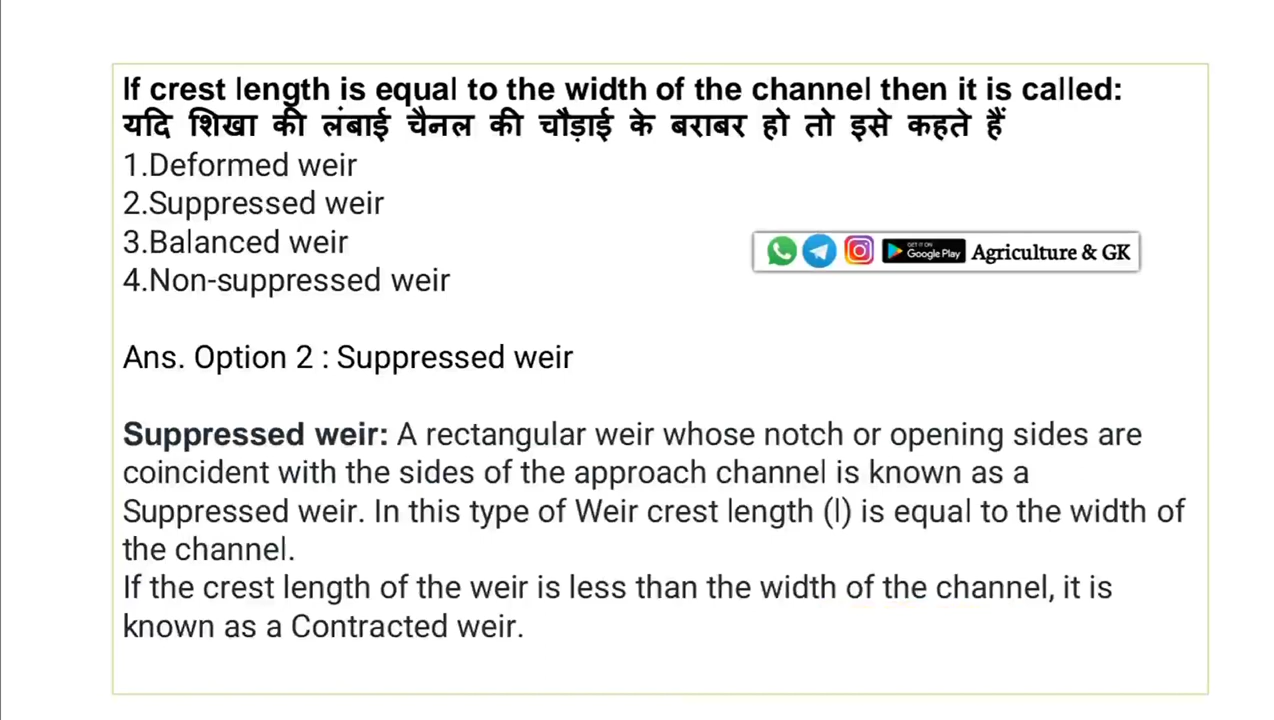 If crest length is equal to the width of the channel then it is called:
यदि शिखा की लंबाई चैनल की चौड़ाई के बराबर हो तो इसे कहते हैं
1.Deformed weir
2.Suppressed weir
3.Balanced weir
4.Non-suppressed weir
GET IT ON
Google Play
Agriculture & GK
Ans. Option 2 : Suppressed weir
Suppressed weir: A rectangular weir whose notch or opening sides are
coincident with the sides of the approach channel is known as a
Suppressed weir. In this type of Weir crest length (l) is equal to the width of
the channel.
If the crest length of the weir is less than the width of the channel, it is
known as a Contracted weir.